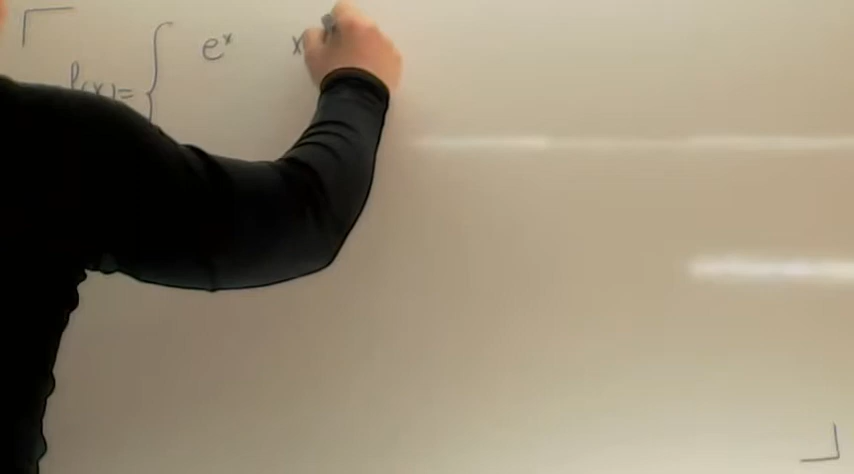 f(x)= { e^x x